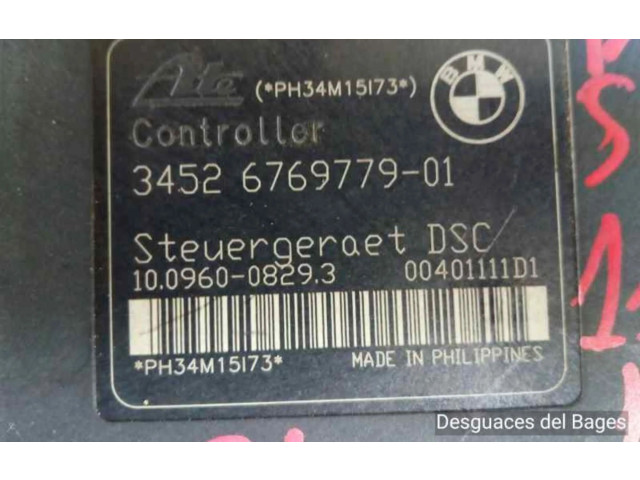 Ate (*PH34M15I73*) BMW
Controller
3452 6769779-01
Steuergeraet DSC/
10.0960-0829.3 00401111D1
*PH34M15I73* MADE IN PHILIPPINES
Desguaces del Bages